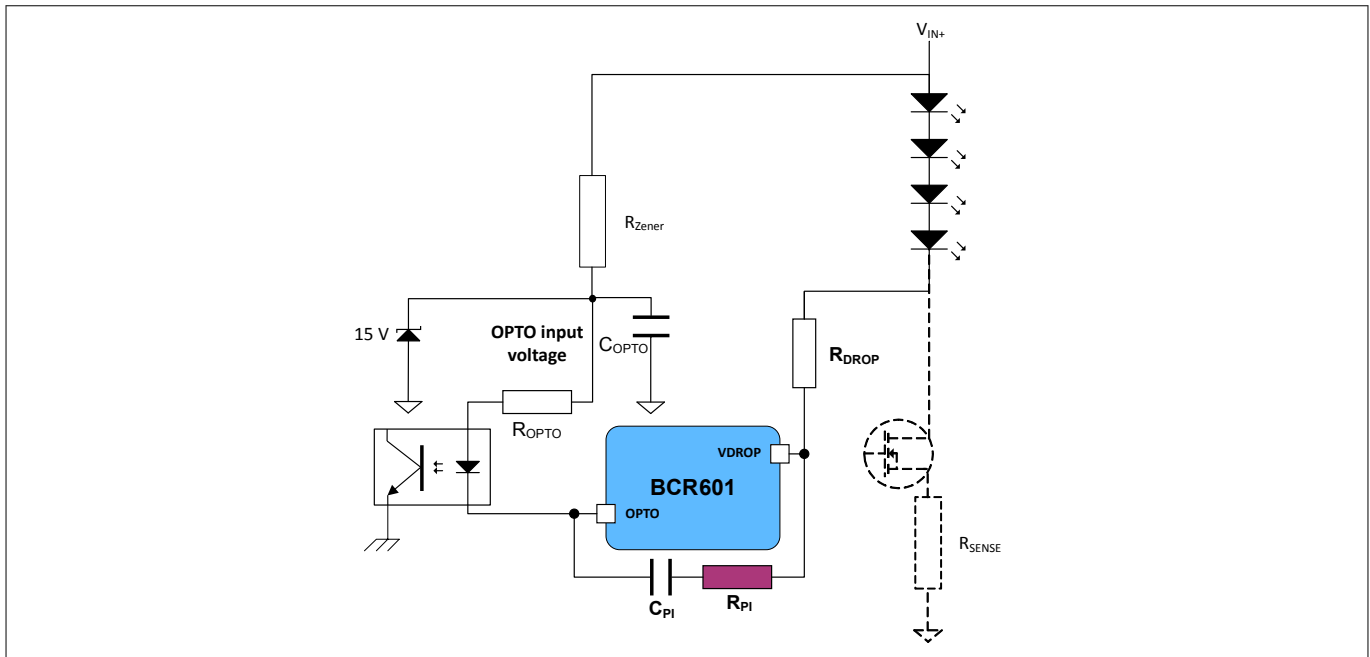 VIN+
RZener
15 V
OPTO input
voltage
COPTO
RDROP
ROPTO
VDROP
BCR601
OPTO
RSENSE
CPI
RPI